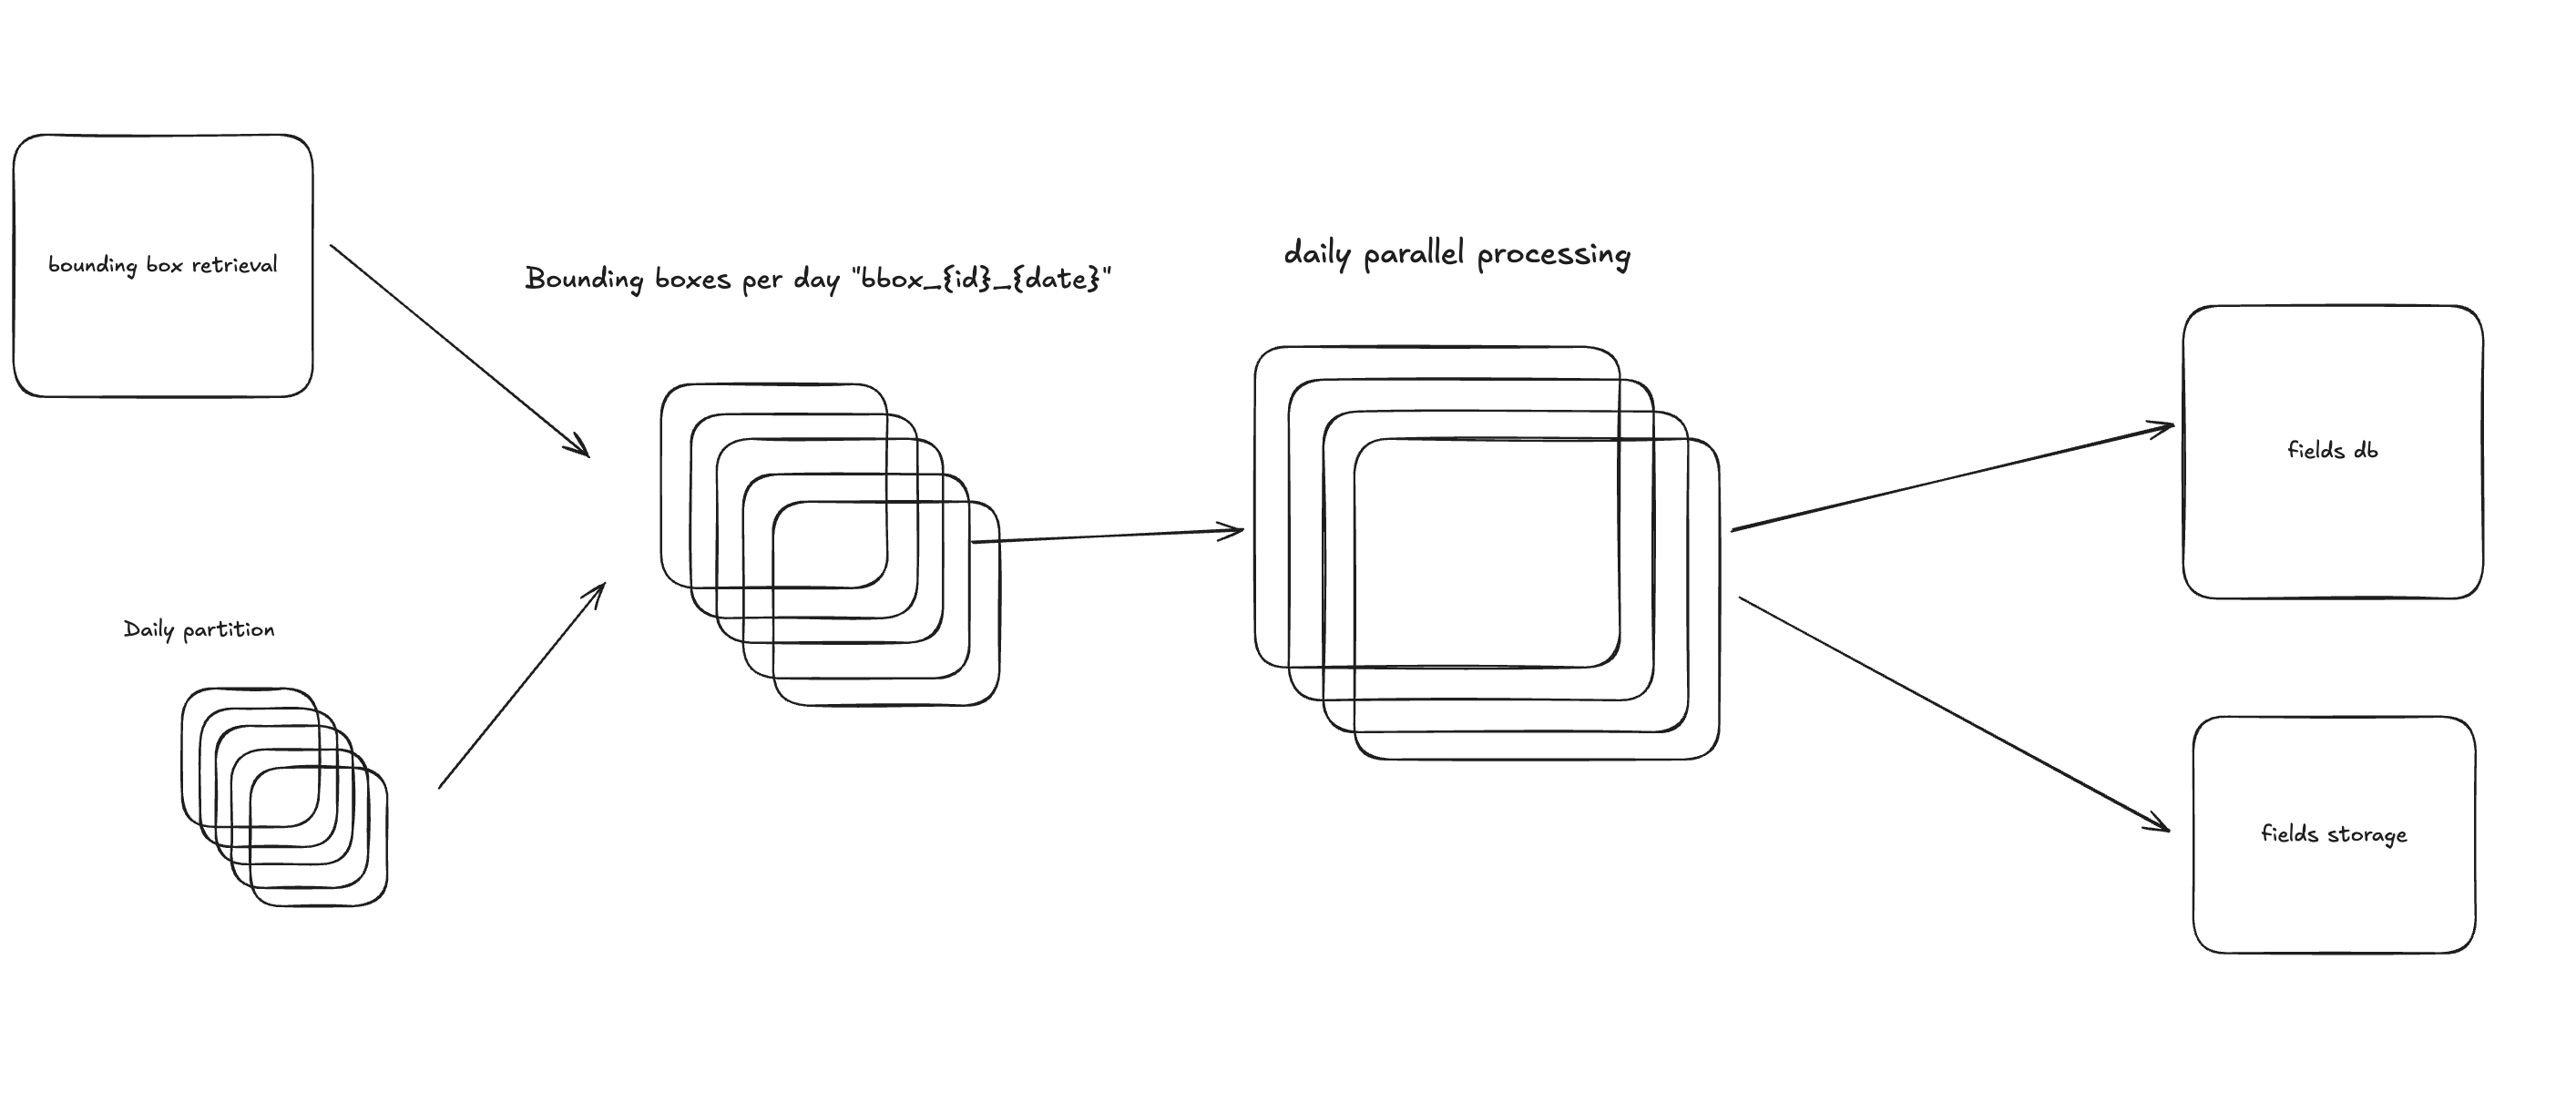 bounding box retrieval
Daily partition
Bounding boxes per day "bbox_{id}_{date}"
daily parallel processing
fields db
fields storage